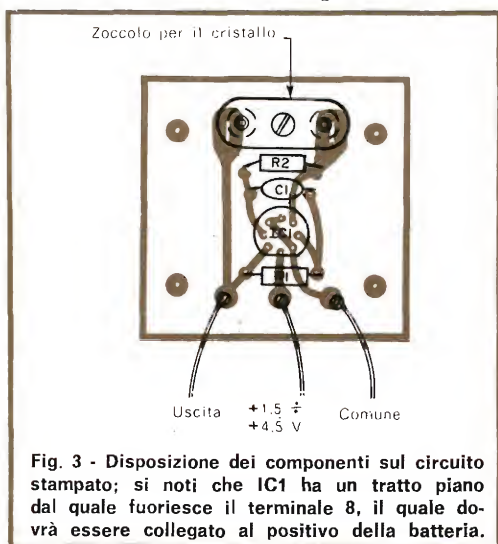 Zoccolo per il cristallo
R2
C1
IC1
R1
Uscita +1,5 ÷ Comune
+4,5 V
Fig. 3 - Disposizione dei componenti sul circuito
stampato; si noti che IC1 ha un tratto piano
dal quale fuoriesce il terminale 8, il quale do-
vrà essere collegato al positivo della batteria.